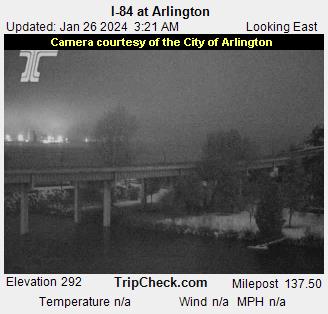 I-84 at Arlington
Updated: Jan 26 2024  3:21 AM Looking East
Camera courtesy of the City of Arlington
Elevation 292 TripCheck.com Milepost 137.50
Temperature n/a Wind n/a MPH n/a